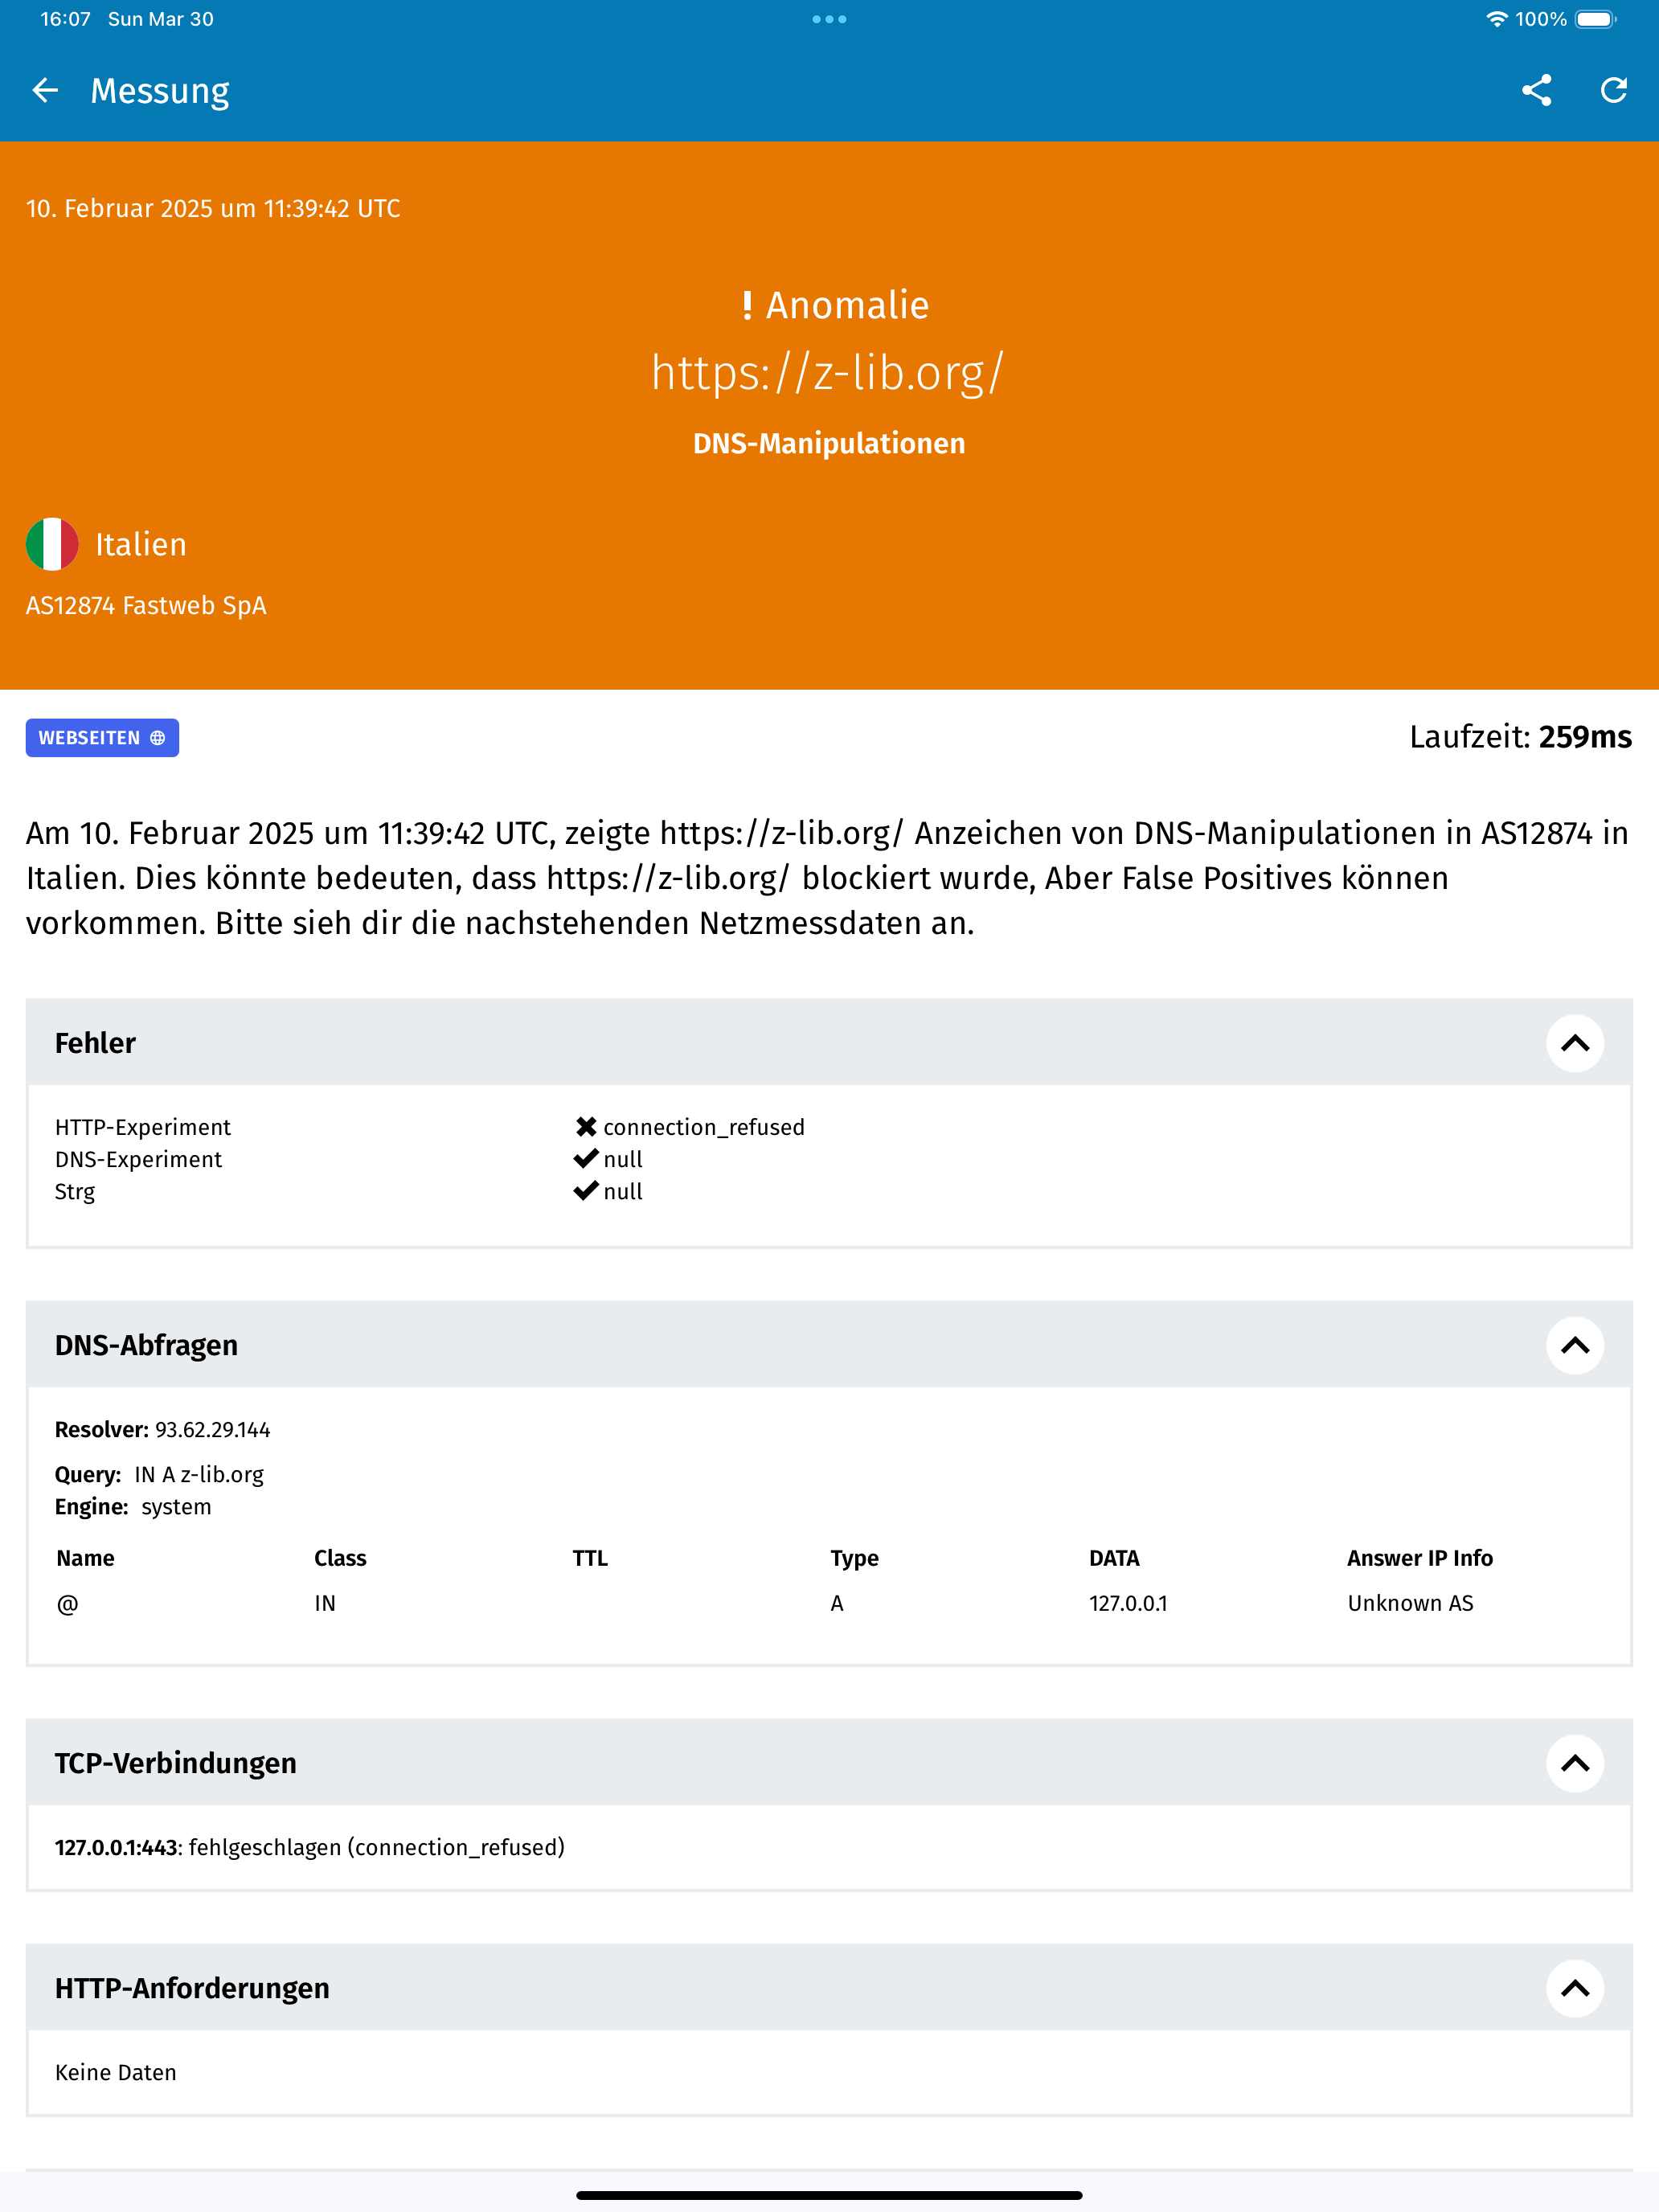 16:07 Sun Mar 30
100%
Messung
10. Februar 2025 um 11:39:42 UTC
! Anomalie
https://z-lib.org/
DNS-Manipulationen
Italien
AS12874 Fastweb SpA
WEBSEITEN
Laufzeit: 259ms
Am 10. Februar 2025 um 11:39:42 UTC, zeigte https://z-lib.org/ Anzeichen von DNS-Manipulationen in AS12874 in
Italien. Dies könnte bedeuten, dass https://z-lib.org/ blockiert wurde, Aber False Positives können
vorkommen. Bitte sieh dir die nachstehenden Netzmessdaten an.
Fehler
HTTP-Experiment ✖ connection_refused
DNS-Experiment ✔ null
Strg ✔ null
DNS-Abfragen
Resolver: 93.62.29.144
Query: IN A z-lib.org
Engine: system
Name Class TTL Type DATA Answer IP Info
@ IN A 127.0.0.1 Unknown AS
TCP-Verbindungen
127.0.0.1:443: fehlgeschlagen (connection_refused)
HTTP-Anforderungen
Keine Daten